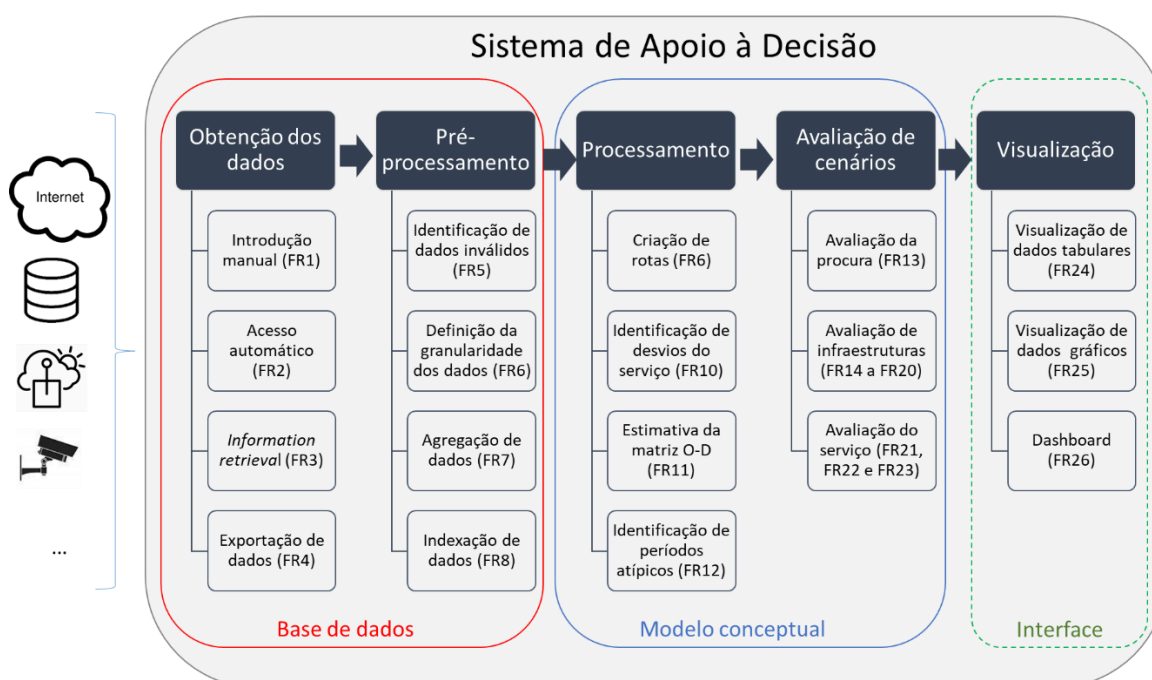 Sistema de Apoio à Decisão
Internet
...
Obtenção dos
dados
Introdução
manual (FR1)
Acesso
automático
(FR2)
Information
retrieval (FR3)
Exportação de
dados (FR4)
Pré-
processamento
Identificação de
dados inválidos
(FR5)
Definição da
granularidade
dos dados (FR6)
Agregação de
dados (FR7)
Indexação de
dados (FR8)
Base de dados
Processamento
Criação de
rotas (FR6)
Identificação de
desvios do
serviço (FR10)
Estimativa da
matriz O-D
(FR11)
Identificação de
períodos
atípicos (FR12)
Avaliação de
cenários
Avaliação da
procura (FR13)
Avaliação de
infraestruturas
(FR14 a FR20)
Avaliação do
serviço (FR21,
FR22 e FR23)
Modelo conceptual
Visualização
Visualização de
dados tabulares
(FR24)
Visualização de
dados gráficos
(FR25)
Dashboard
(FR26)
Interface